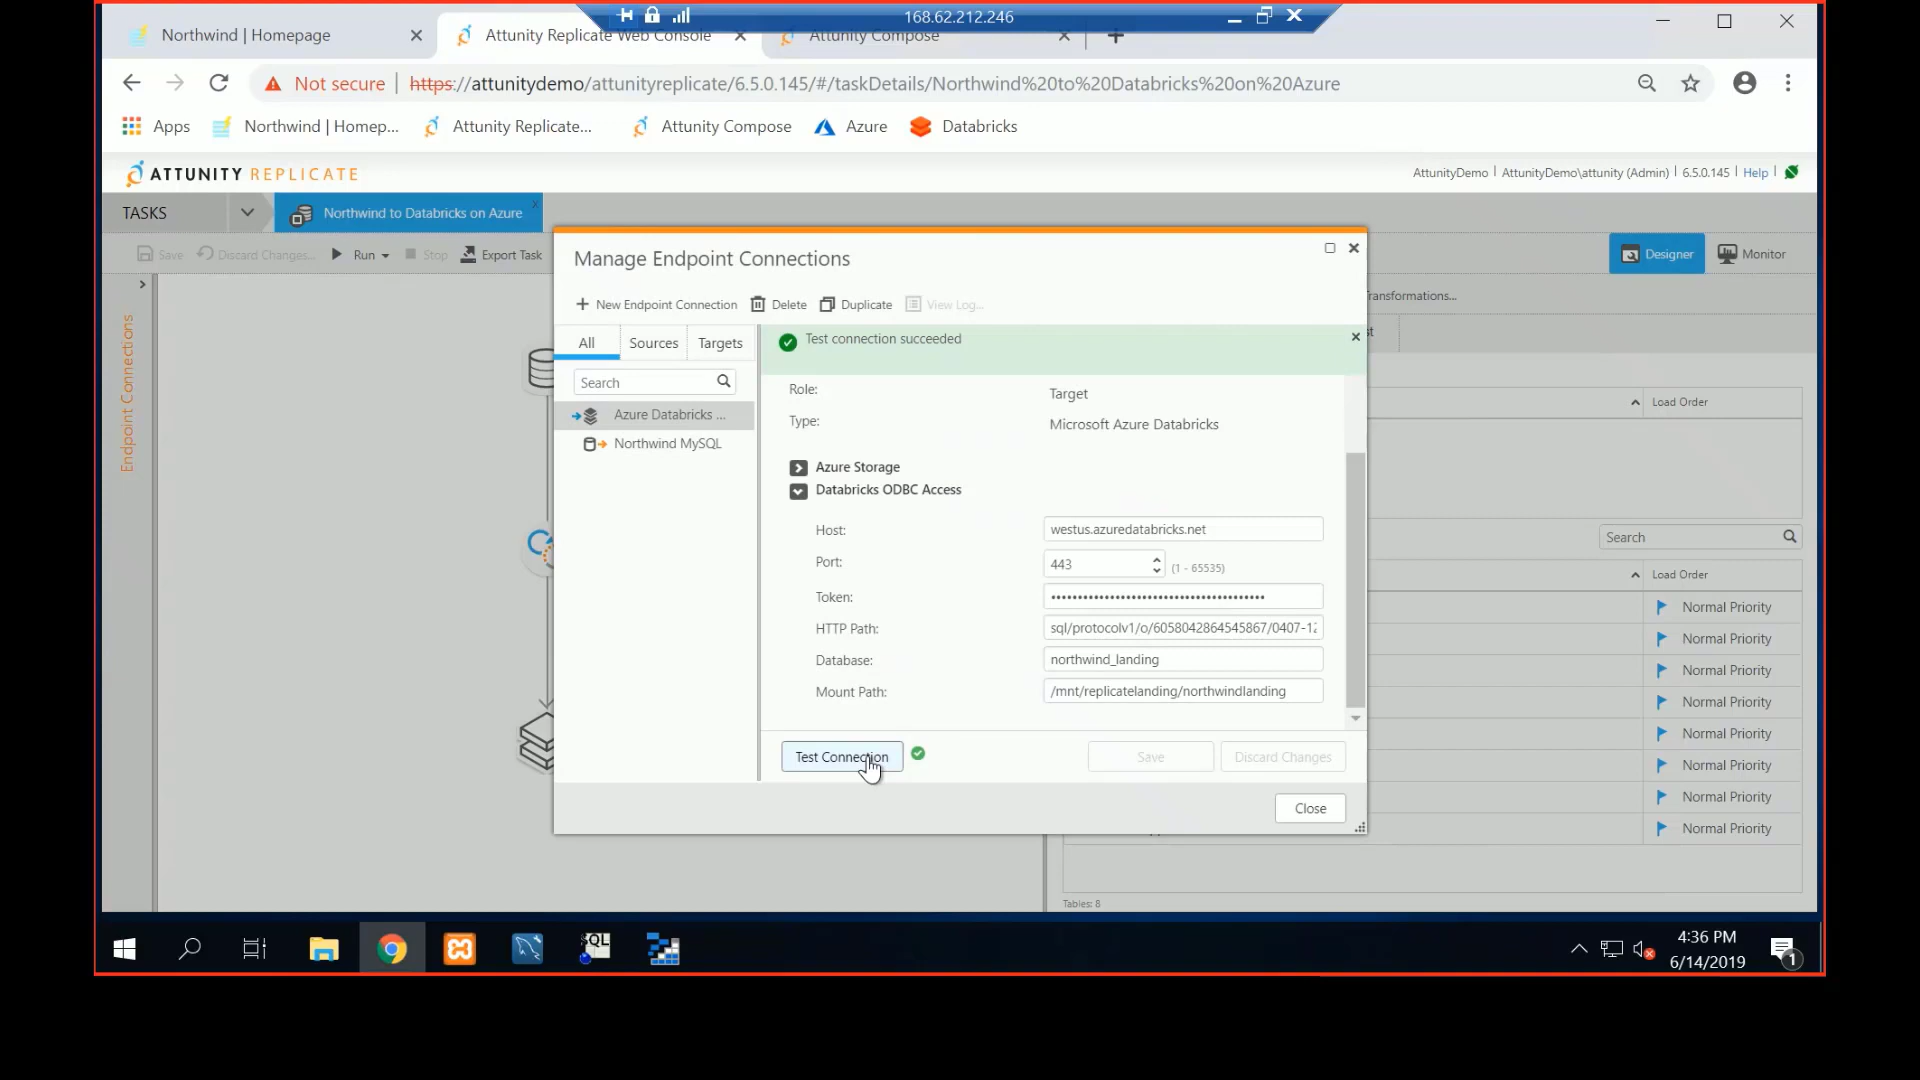 168.62.212.246
Northwind | Homepage
Attunity Replicate Web Console
Attunity Compose
Not secure | https://attunitydemo/attunityreplicate/6.5.0.145/#/taskDetails/Northwind%20to%20Databricks%20on%20Azure
Apps Northwind | Homep... Attunity Replicate... Attunity Compose Azure Databricks
ATTUNITY REPLICATE
AttunityDemo | AttunityDemo\attunity (Admin) | 6.5.0.145 | Help
TASKS
Northwind to Databricks on Azure
Save Discard Changes... Run Stop Export Task
Designer Monitor
Endpoint Connections
Manage Endpoint Connections
New Endpoint Connection Delete Duplicate View Log...
All Sources Targets
Search
Azure Databricks ...
Northwind MySQL
Test connection succeeded
Role: Target
Type: Microsoft Azure Databricks
Azure Storage
Databricks ODBC Access
Host: westus.azuredatabricks.net
Port: 443 (1 - 65535)
Token: ••••••••••••••••••••••••••••••••••••••••
HTTP Path: sql/protocolv1/o/6058042864545867/0407-12
Database: northwind_landing
Mount Path: /mnt/replicatelanding/northwindlanding
Test Connection Save Discard Changes
Close
ransformations...
Load Order
Search
Load Order
Normal Priority
Normal Priority
Normal Priority
Normal Priority
Normal Priority
Normal Priority
Normal Priority
Normal Priority
Tables: 8
SQL
4:36 PM
6/14/2019
1